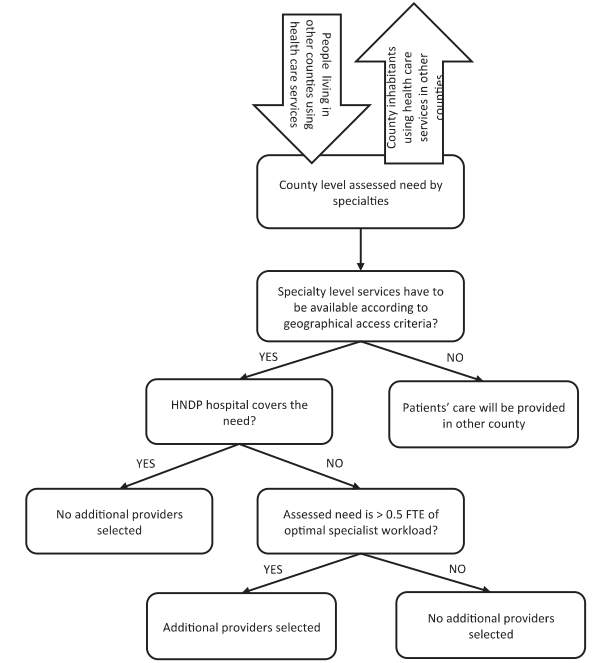 People living in
other counties using
health care services
County inhabitants
using health care
services in other
counties
County level assessed need by
specialties
Specialty level services have to
be available according to
geographical access criteria?
YES
NO
HNDP hospital covers the
need?
Patients' care will be provided
in other county
YES
NO
No additional providers
selected
Assessed need is > 0.5 FTE of
optimal specialist workload?
YES
NO
Additional providers selected
No additional providers
selected